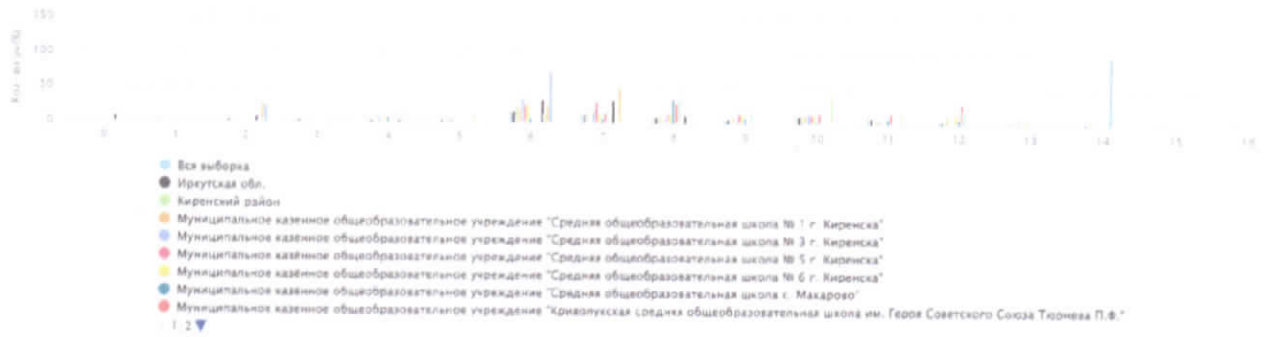 150
100
50
0
0 1 2 3 4 5 6 7 8 9 10 11 12 13 14 15 16
Вся выборка
Иркутская обл.
Киренский район
Муниципальное казенное общеобразовательное учреждение "Средняя общеобразовательная школа № 1 г. Киренска"
Муниципальное казённое общеобразовательное учреждение "Средняя общеобразовательная школа № 3 г. Киренска"
Муниципальное казённое общеобразовательное учреждение "Средняя общеобразовательная школа № 5 г. Киренска"
Муниципальное казённое общеобразовательное учреждение "Средняя общеобразовательная школа № 6 г. Киренска"
Муниципальное казённое общеобразовательное учреждение "Средняя общеобразовательная школа с. Макарово"
Муниципальное казенное общеобразовательное учреждение "Криволукская средняя общеобразовательная школа им. Героя Советского Союза Тюрнева П.Ф."
1 2